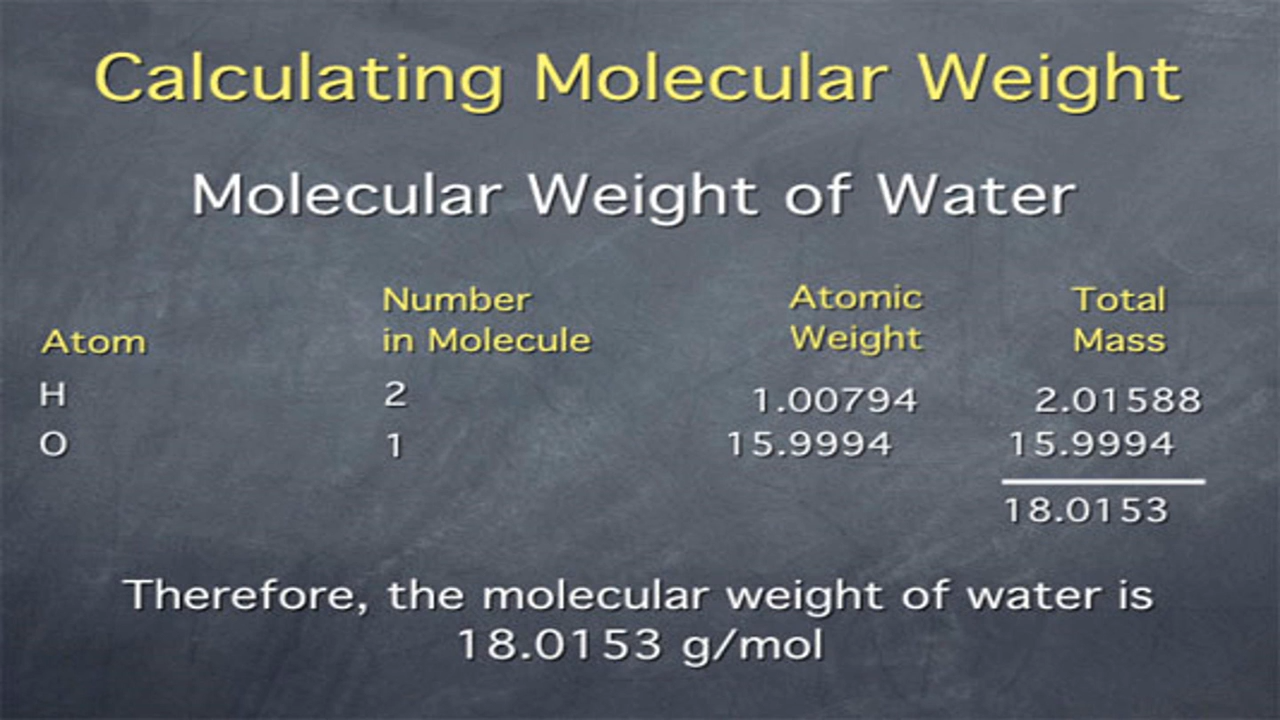 Calculating Molecular Weight
Molecular Weight of Water
Atom Number in Molecule Atomic Weight Total Mass
H 2 1.00794 2.01588
O 1 15.9994 15.9994
18.0153
Therefore, the molecular weight of water is
18.0153 g/mol